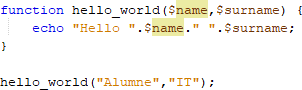 function hello_world($name,$surname) {
echo "Hello ".$name." ".$surname;
}
hello_world("Alumne","IT");